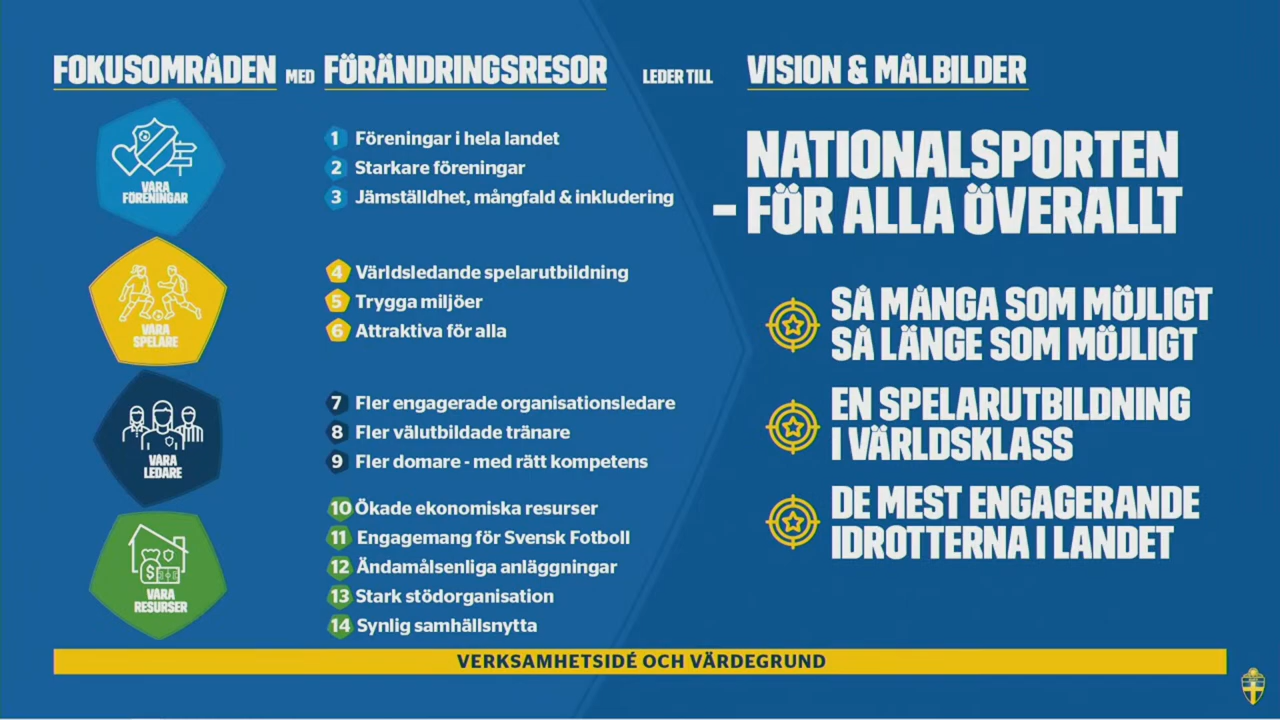 FOKUSOMRÅDEN MED FÖRÄNDRINGSRESOR LEDER TILL VISION & MÅLBILDER
VÅRA
FÖRENINGAR
1 Föreningar i hela landet
2 Starkare föreningar
3 Jämställdhet, mångfald & inkludering
VÅRA
SPELARE
4 Världsledande spelarutbildning
5 Trygga miljöer
6 Attraktiva för alla
VÅRA
LEDARE
7 Fler engagerade organisationsledare
8 Fler välutbildade tränare
9 Fler domare - med rätt kompetens
VÅRA
RESURSER
10 Ökade ekonomiska resurser
11 Engagemang för Svensk Fotboll
12 Ändamålsenliga anläggningar
13 Stark stödorganisation
14 Synlig samhällsnytta
NATIONALSPORTEN
- FÖR ALLA ÖVERALLT
SÅ MÅNGA SOM MÖJLIGT
SÅ LÄNGE SOM MÖJLIGT
EN SPELARUTBILDNING
I VÄRLDSKLASS
DE MEST ENGAGERANDE
IDROTTERNA I LANDET
VERKSAMHETSIDÉ OCH VÄRDEGRUND